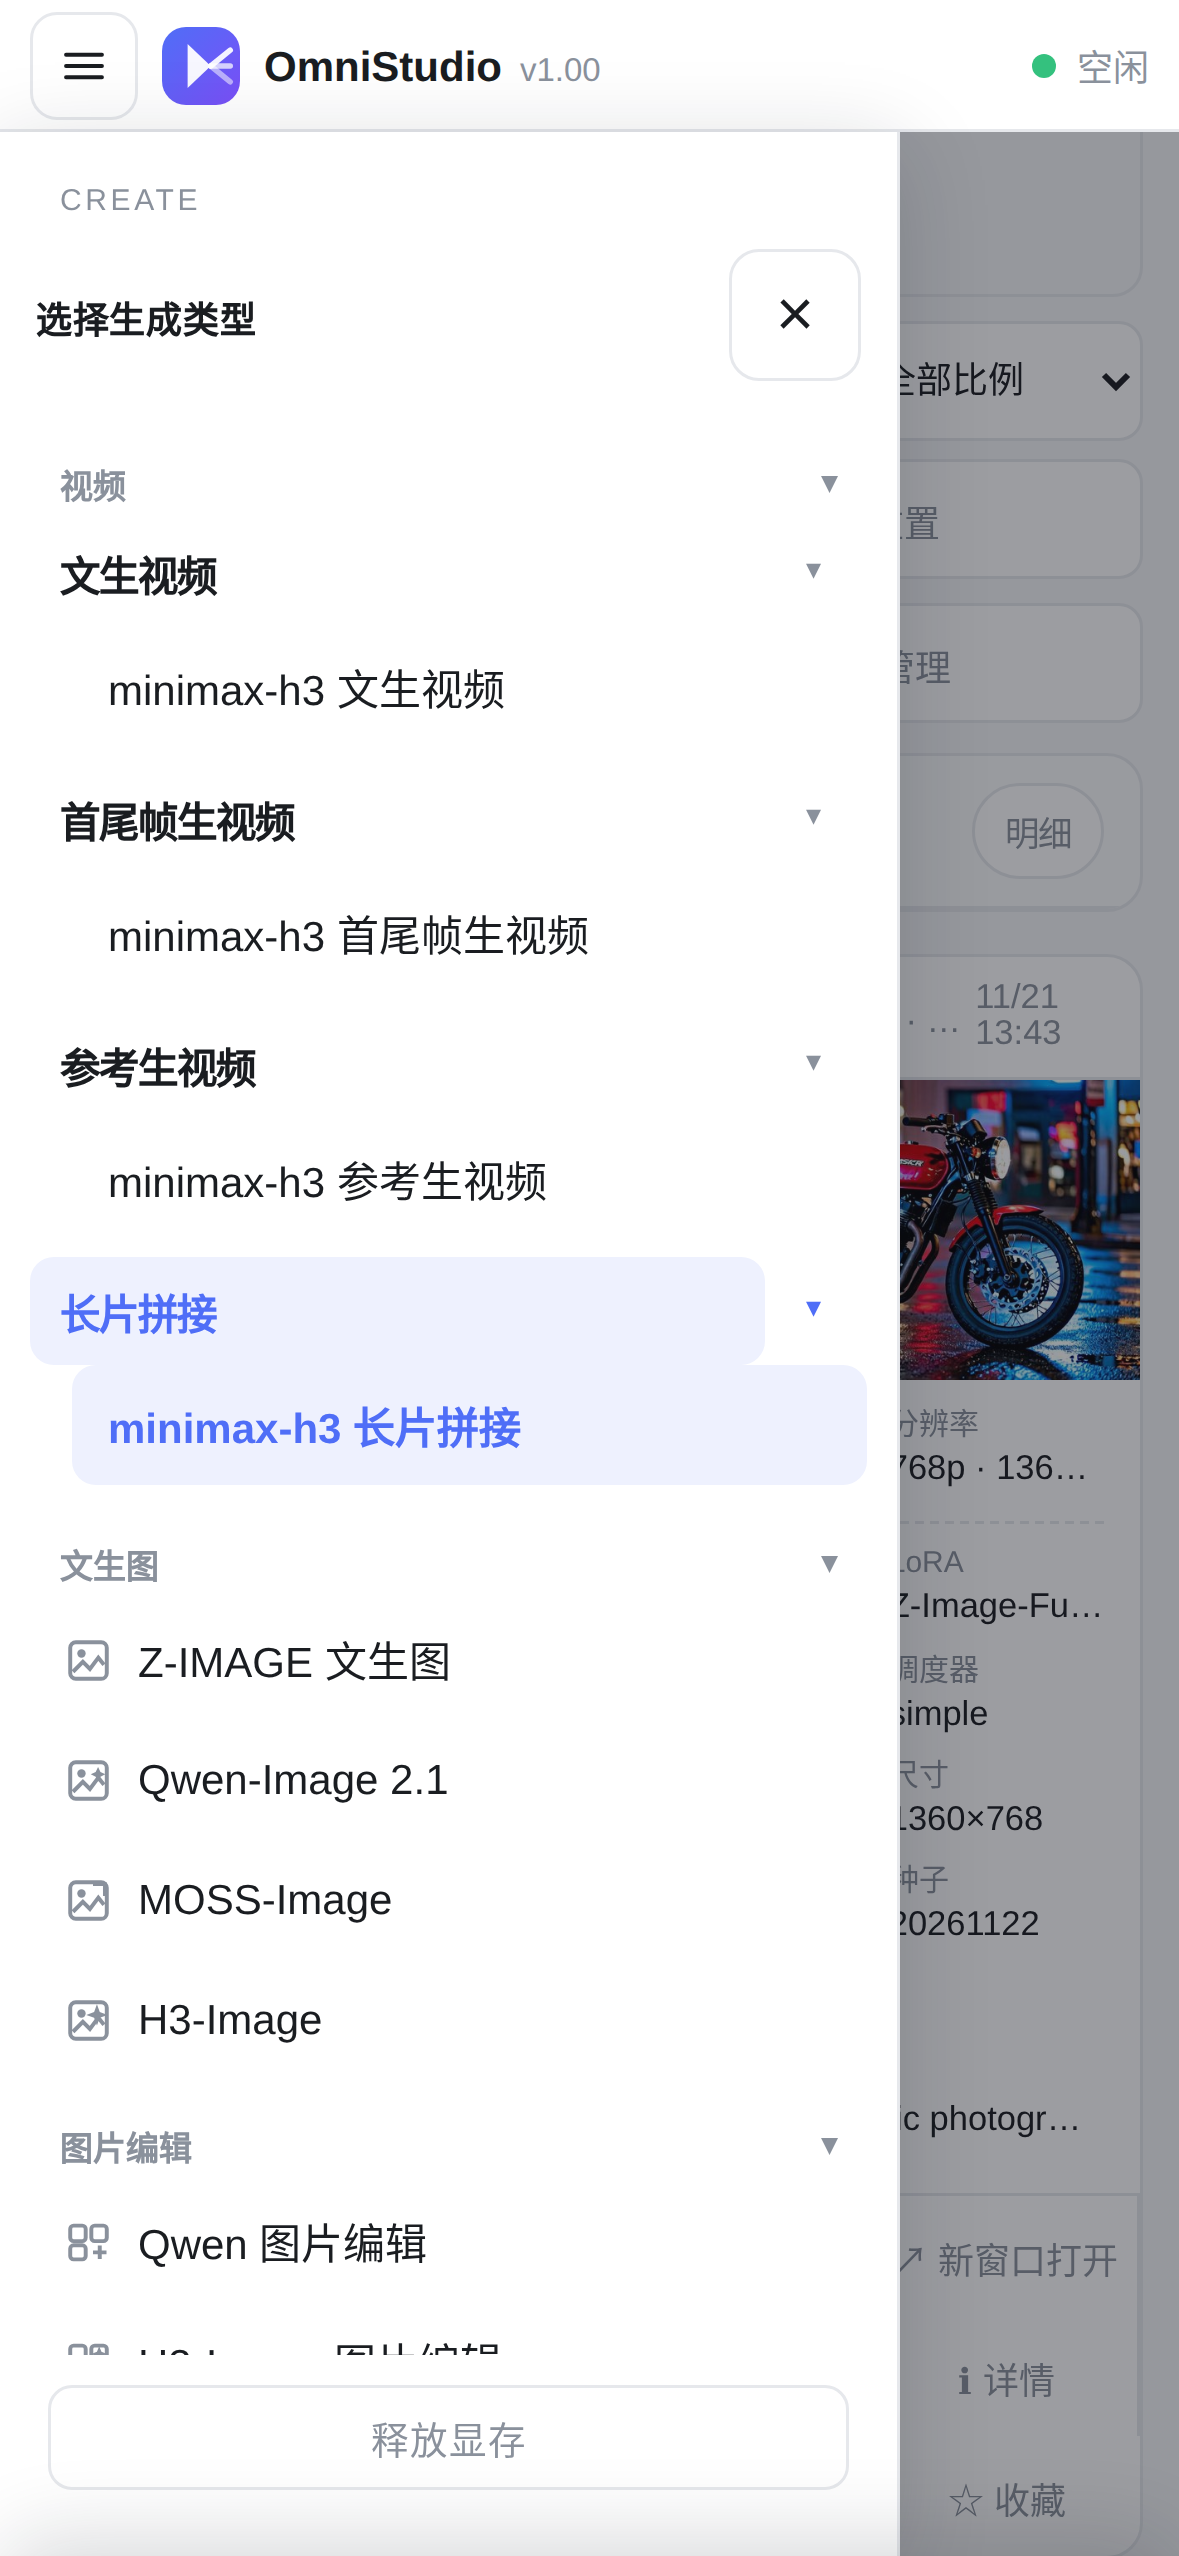 OmniStudio v1.00
空闲
CREATE
选择生成类型
视频
文生视频
minimax-h3 文生视频
首尾帧生视频
minimax-h3 首尾帧生视频
参考生视频
minimax-h3 参考生视频
长片拼接
minimax-h3 长片拼接
文生图
Z-IMAGE 文生图
Qwen-Image 2.1
MOSS-Image
H3-Image
图片编辑
Qwen 图片编辑
图片编辑
释放显存
全部比例
置
管理
明细
· …
11/21
13:43
分辨率
768p · 136…
LoRA
Z-Image-Fu…
调度器
simple
尺寸
1360×768
种子
20261122
ic photogr…
↗ 新窗口打开
ℹ 详情
☆ 收藏